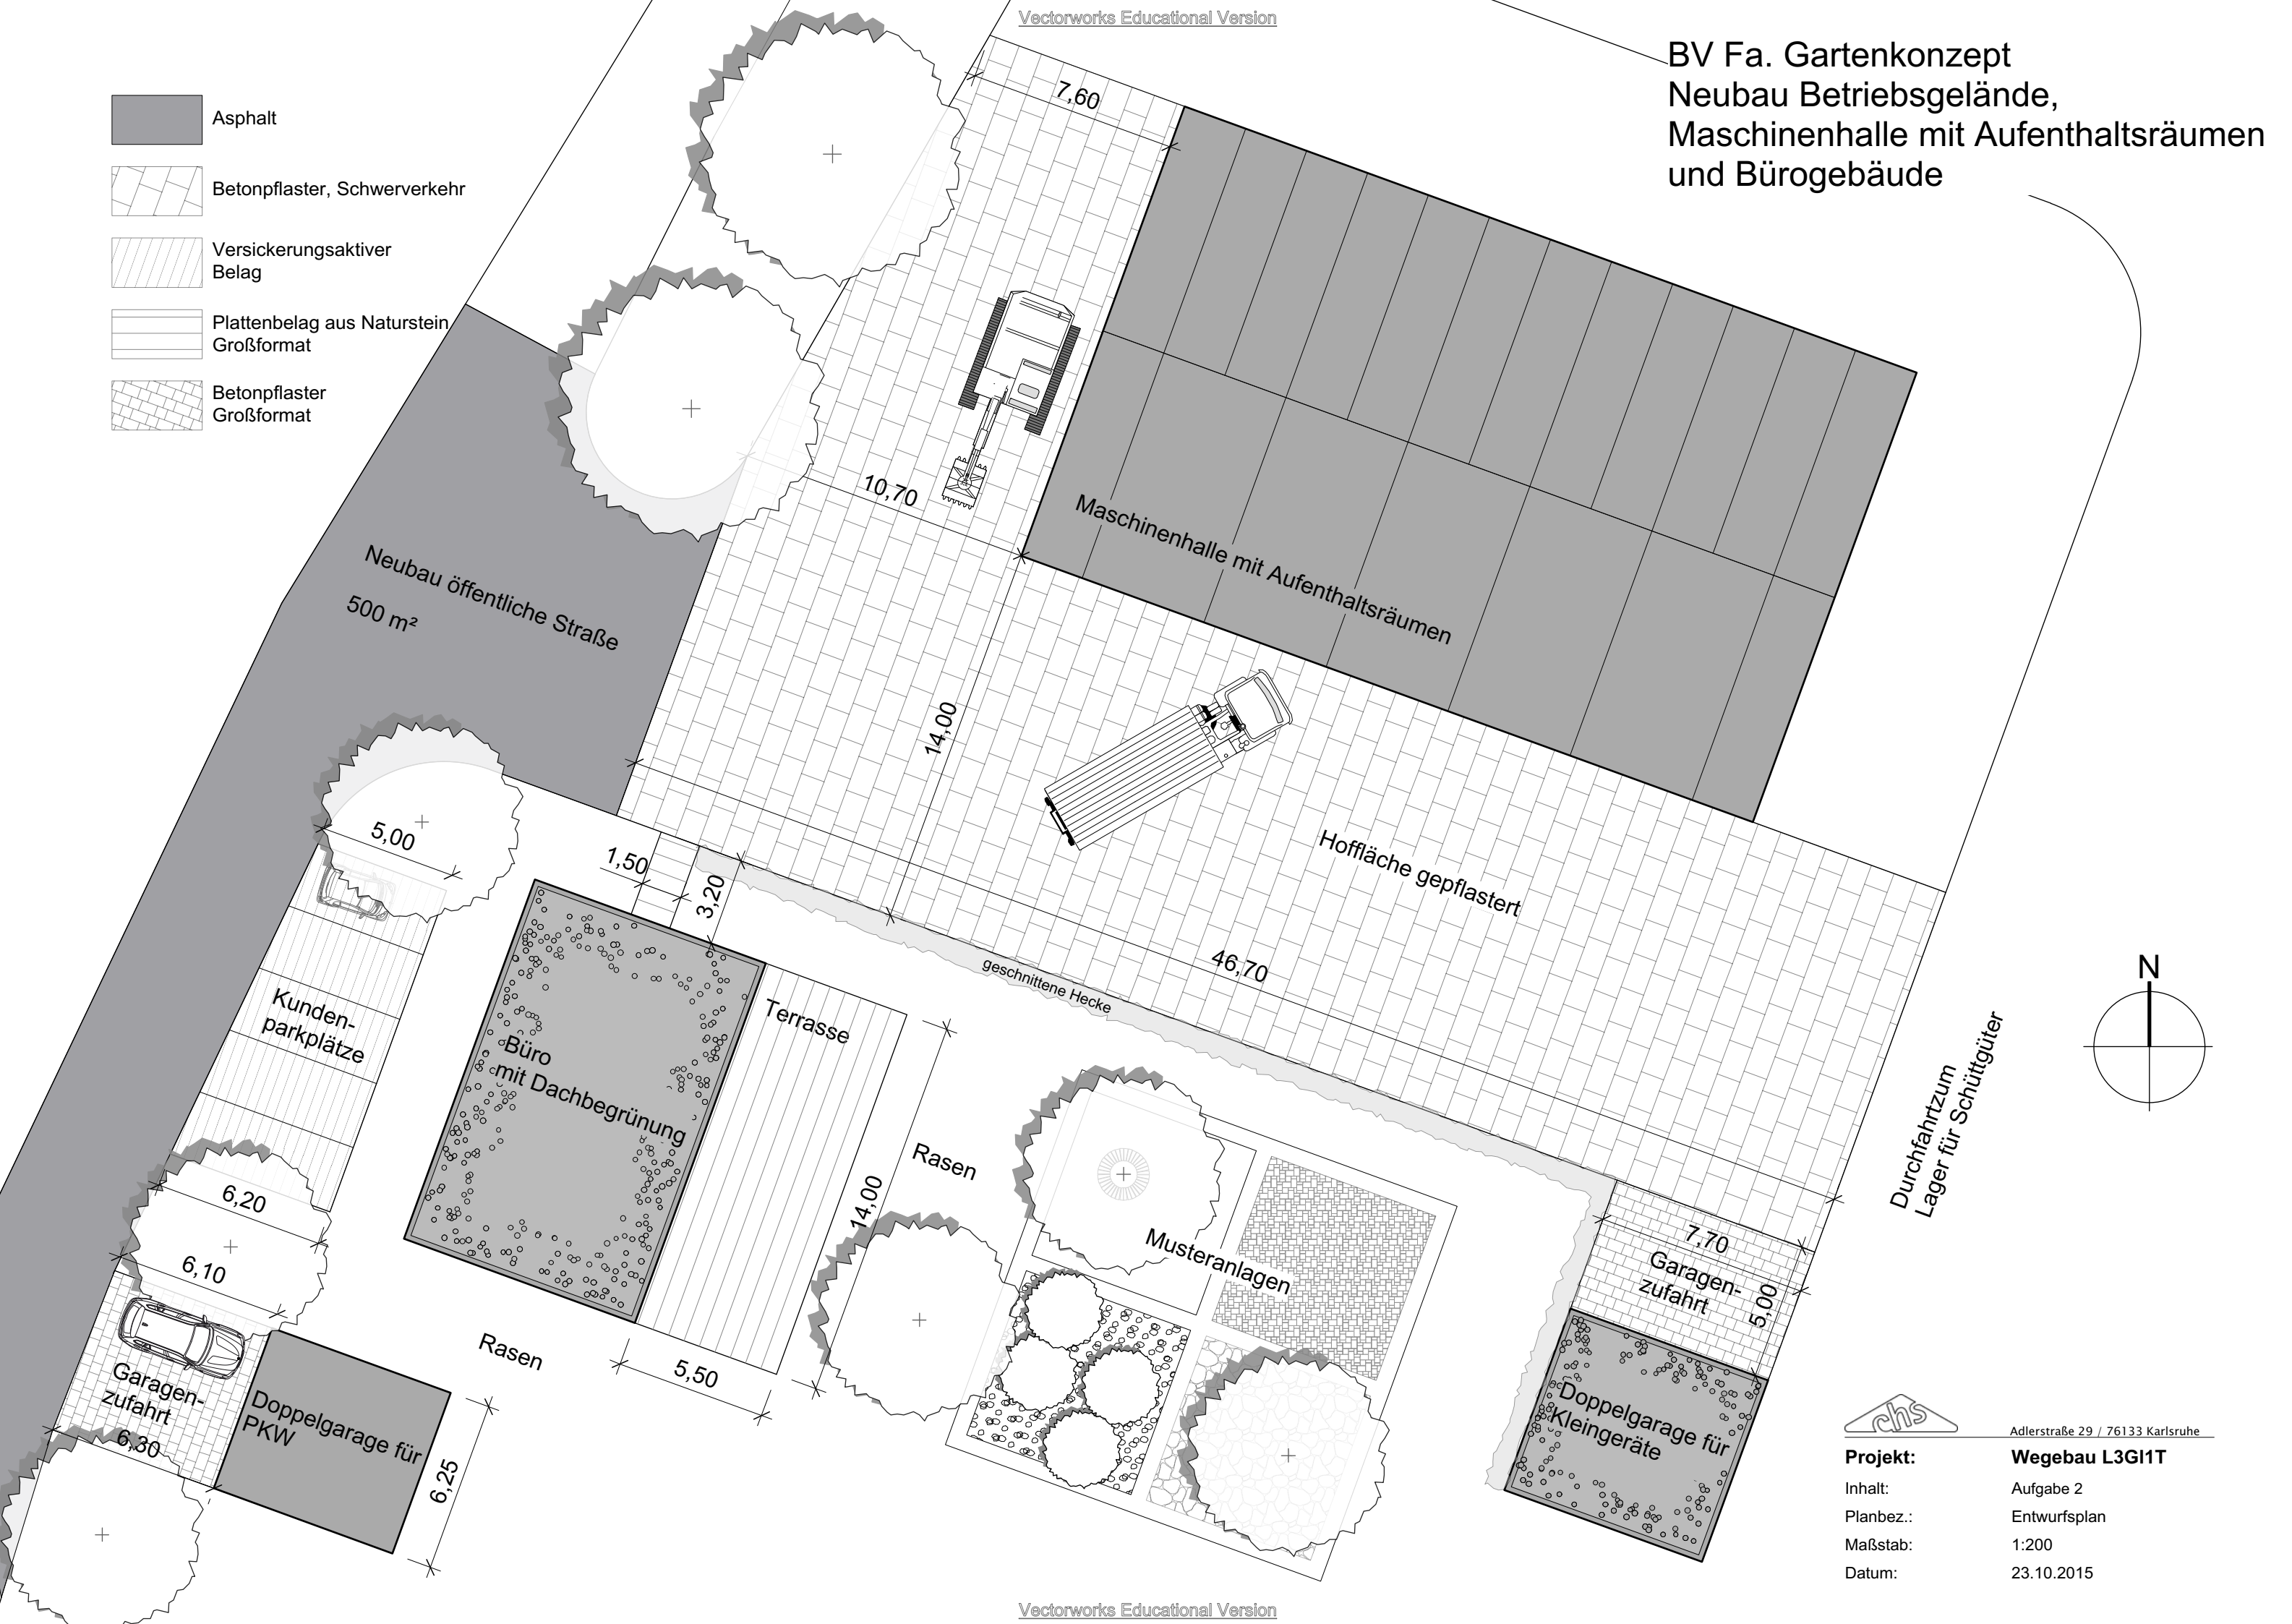 Vectorworks Educational Version
BV Fa. Gartenkonzept
Neubau Betriebsgelände,
Maschinenhalle mit Aufenthaltsräumen
und Bürogebäude
Asphalt
Betonpflaster, Schwerverkehr
Versickerungsaktiver
Belag
Plattenbelag aus Naturstein
Großformat
Betonpflaster
Großformat
7,60
10,70
Maschinenhalle mit Aufenthaltsräumen
Neubau öffentliche Straße
500 m²
14,00
Hoffläche gepflastert
46,70
geschnittene Hecke
5,00
1,50
3,20
Kunden-
parkplätze
Büro
mit Dachbegrünung
Terrasse
14,00
Rasen
6,20
6,10
Garagen-
zufahrt
6,30
Doppelgarage für
PKW
6,25
Rasen
5,50
Musteranlagen
7,70
Garagen-
zufahrt
5,00
Doppelgarage für
Kleingeräte
Durchfahrtzum
Lager für Schüttgüter
N
chs
Adlerstraße 29 / 76133 Karlsruhe
Projekt: Wegebau L3GI1T
Inhalt: Aufgabe 2
Planbez.: Entwurfsplan
Maßstab: 1:200
Datum: 23.10.2015
Vectorworks Educational Version